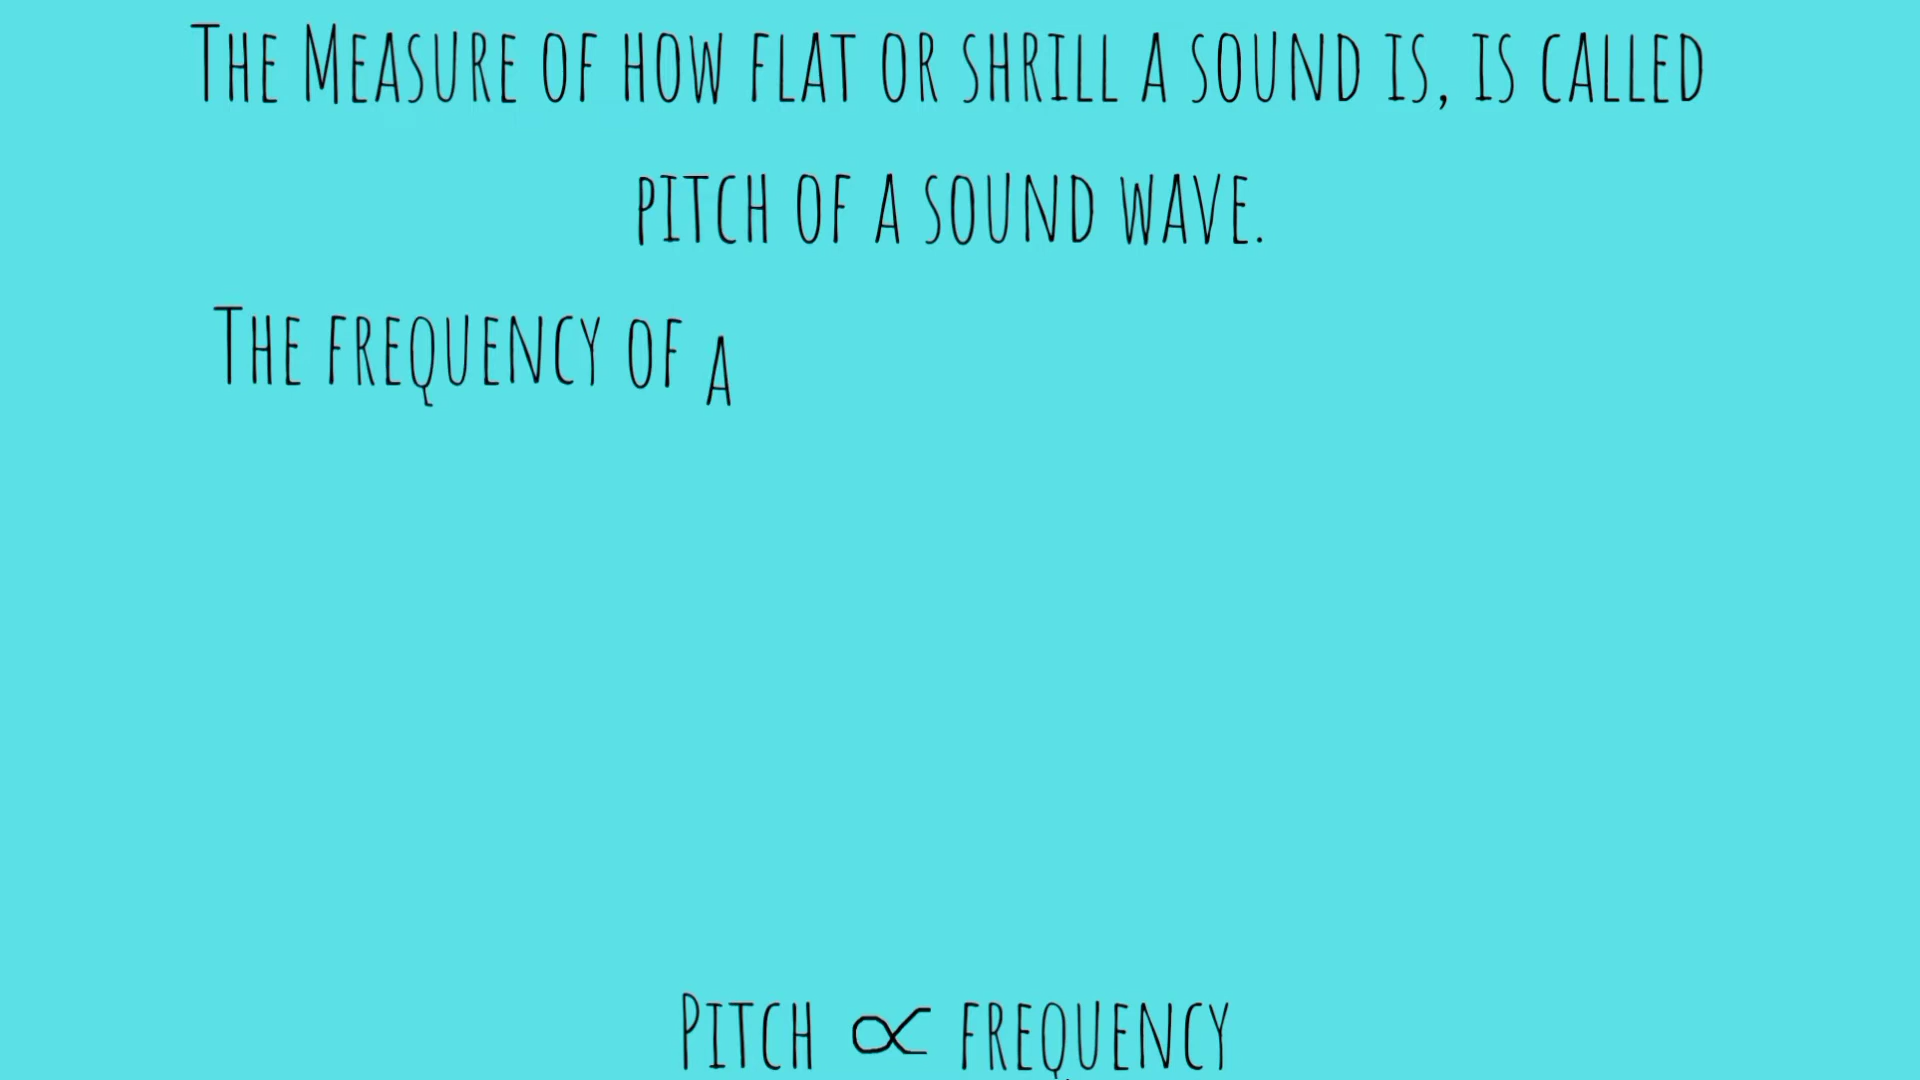 The Measure of how flat or shrill a sound is, is called
pitch of a sound wave.
The frequency of a
Pitch ∝ frequency